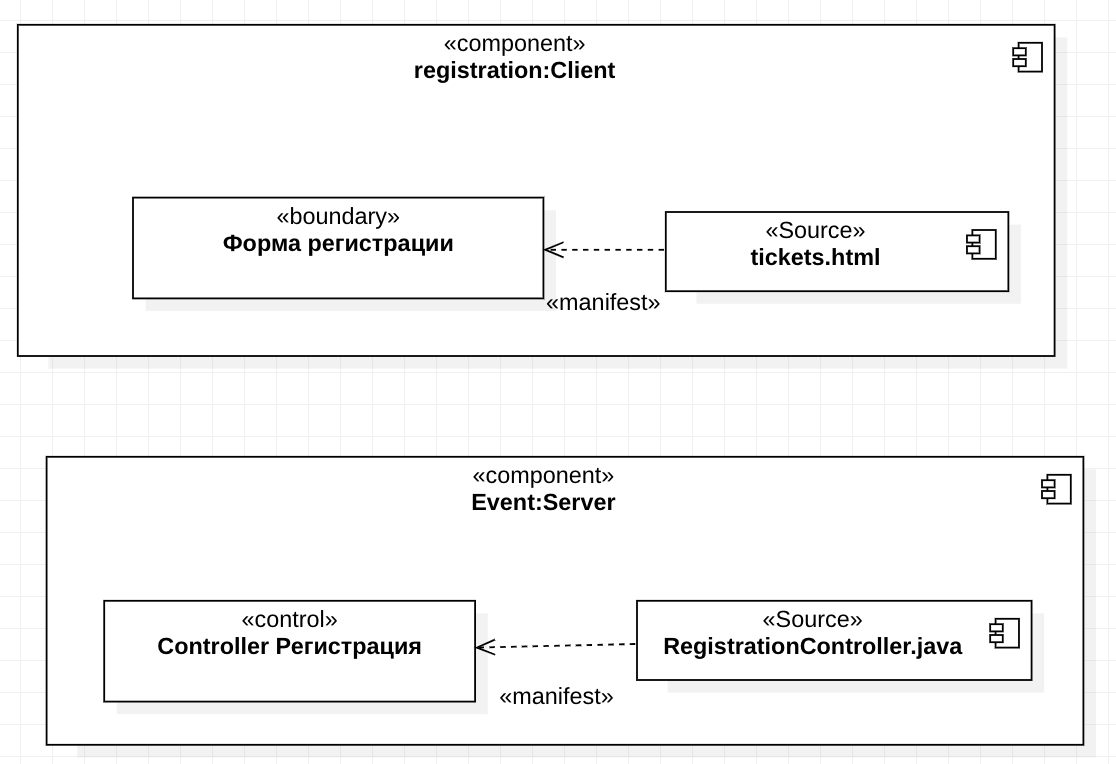 «component»
registration:Client
«boundary»
Форма регистрации
«Source»
tickets.html
«manifest»
«component»
Event:Server
«control»
Controller Регистрация
«Source»
RegistrationController.java
«manifest»